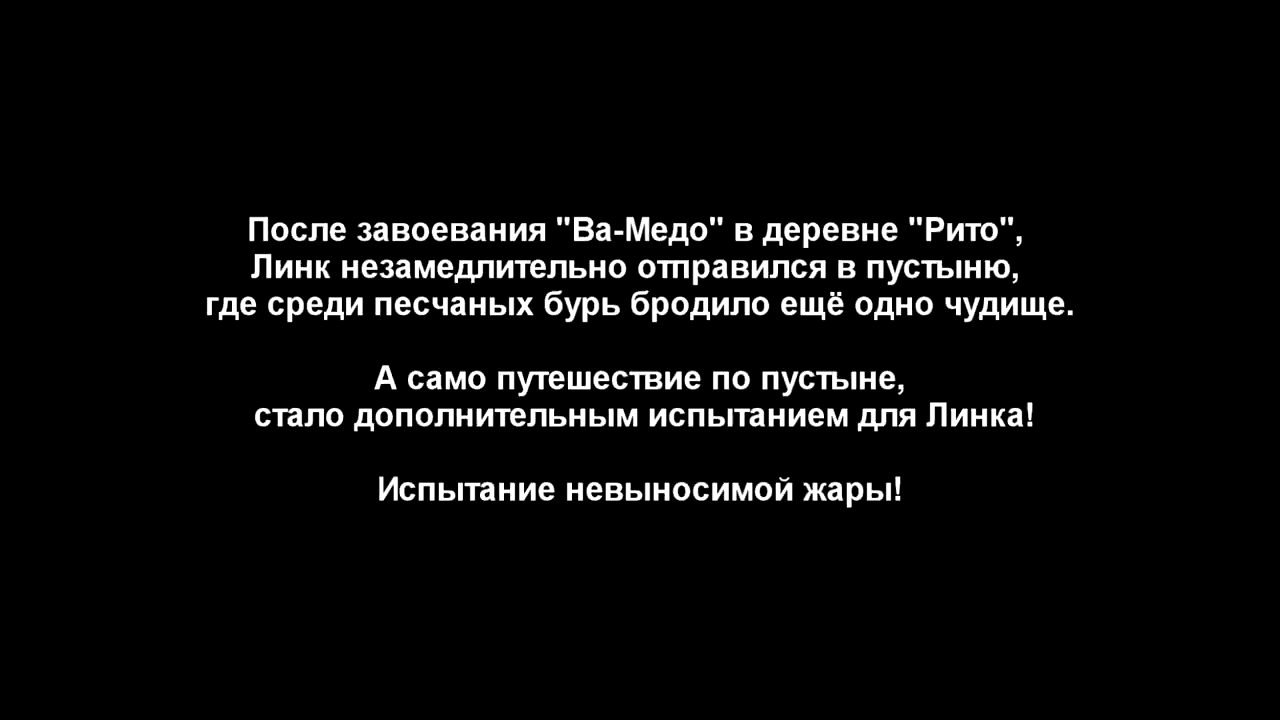 После завоевания "Ва-Медо" в деревне "Рито",
Линк незамедлительно отправился в пустыню,
где среди песчаных бурь бродило ещё одно чудище.
А само путешествие по пустыне,
стало дополнительным испытанием для Линка!
Испытание невыносимой жары!